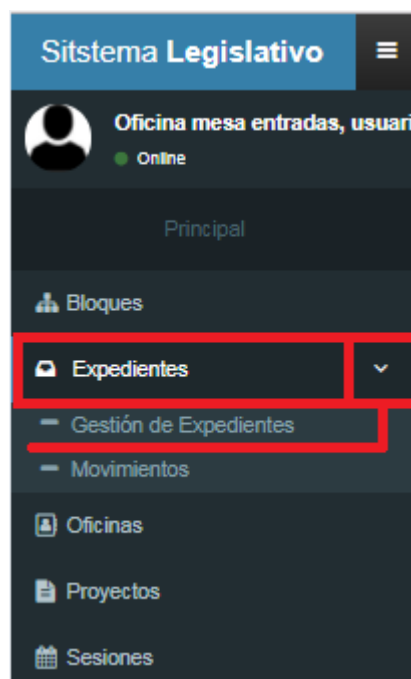 Sitstema Legislativo
Oficina mesa entradas, usuari
Online
Principal
Bloques
Expedientes
Gestión de Expedientes
Movimientos
Oficinas
Proyectos
Sesiones